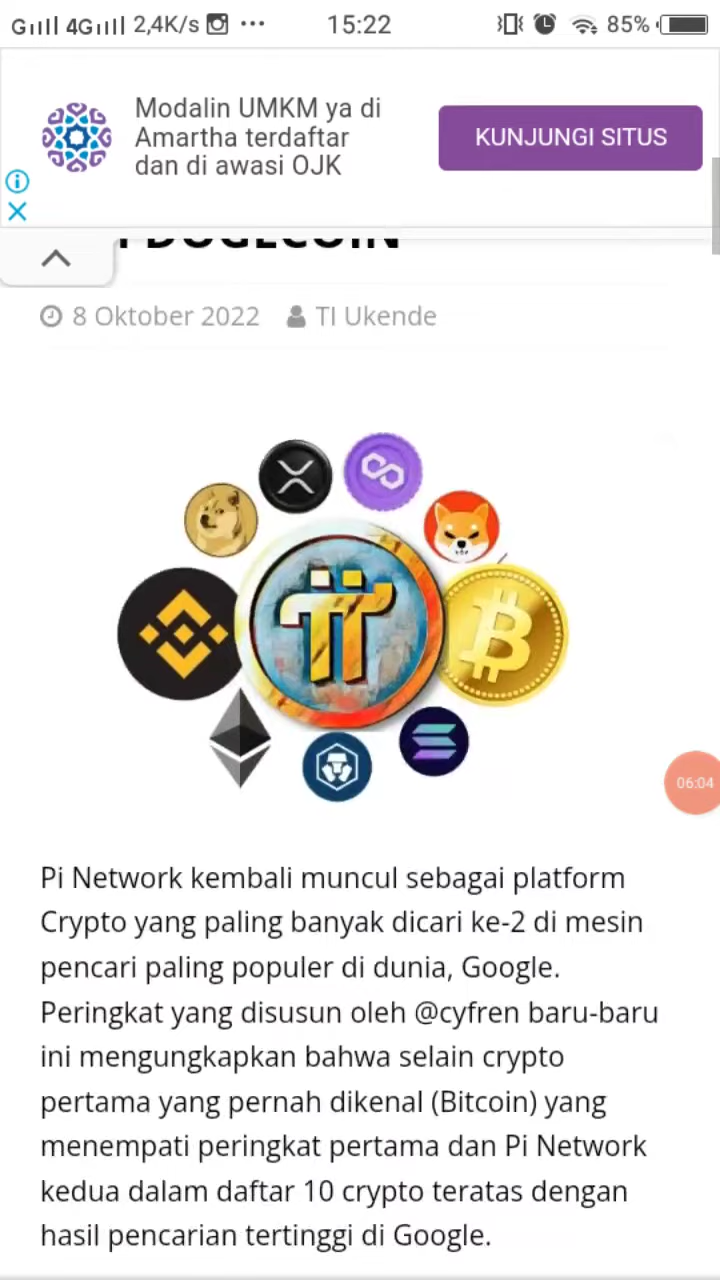 4G 2,4K/s ... 15:22 85%
Modalin UMKM ya di
Amartha terdaftar
dan di awasi OJK
KUNJUNGI SITUS
DOGECOIN
8 Oktober 2022 TI Ukende
06:04
Pi Network kembali muncul sebagai platform
Crypto yang paling banyak dicari ke-2 di mesin
pencari paling populer di dunia, Google.
Peringkat yang disusun oleh @cyfren baru-baru
ini mengungkapkan bahwa selain crypto
pertama yang pernah dikenal (Bitcoin) yang
menempati peringkat pertama dan Pi Network
kedua dalam daftar 10 crypto teratas dengan
hasil pencarian tertinggi di Google.